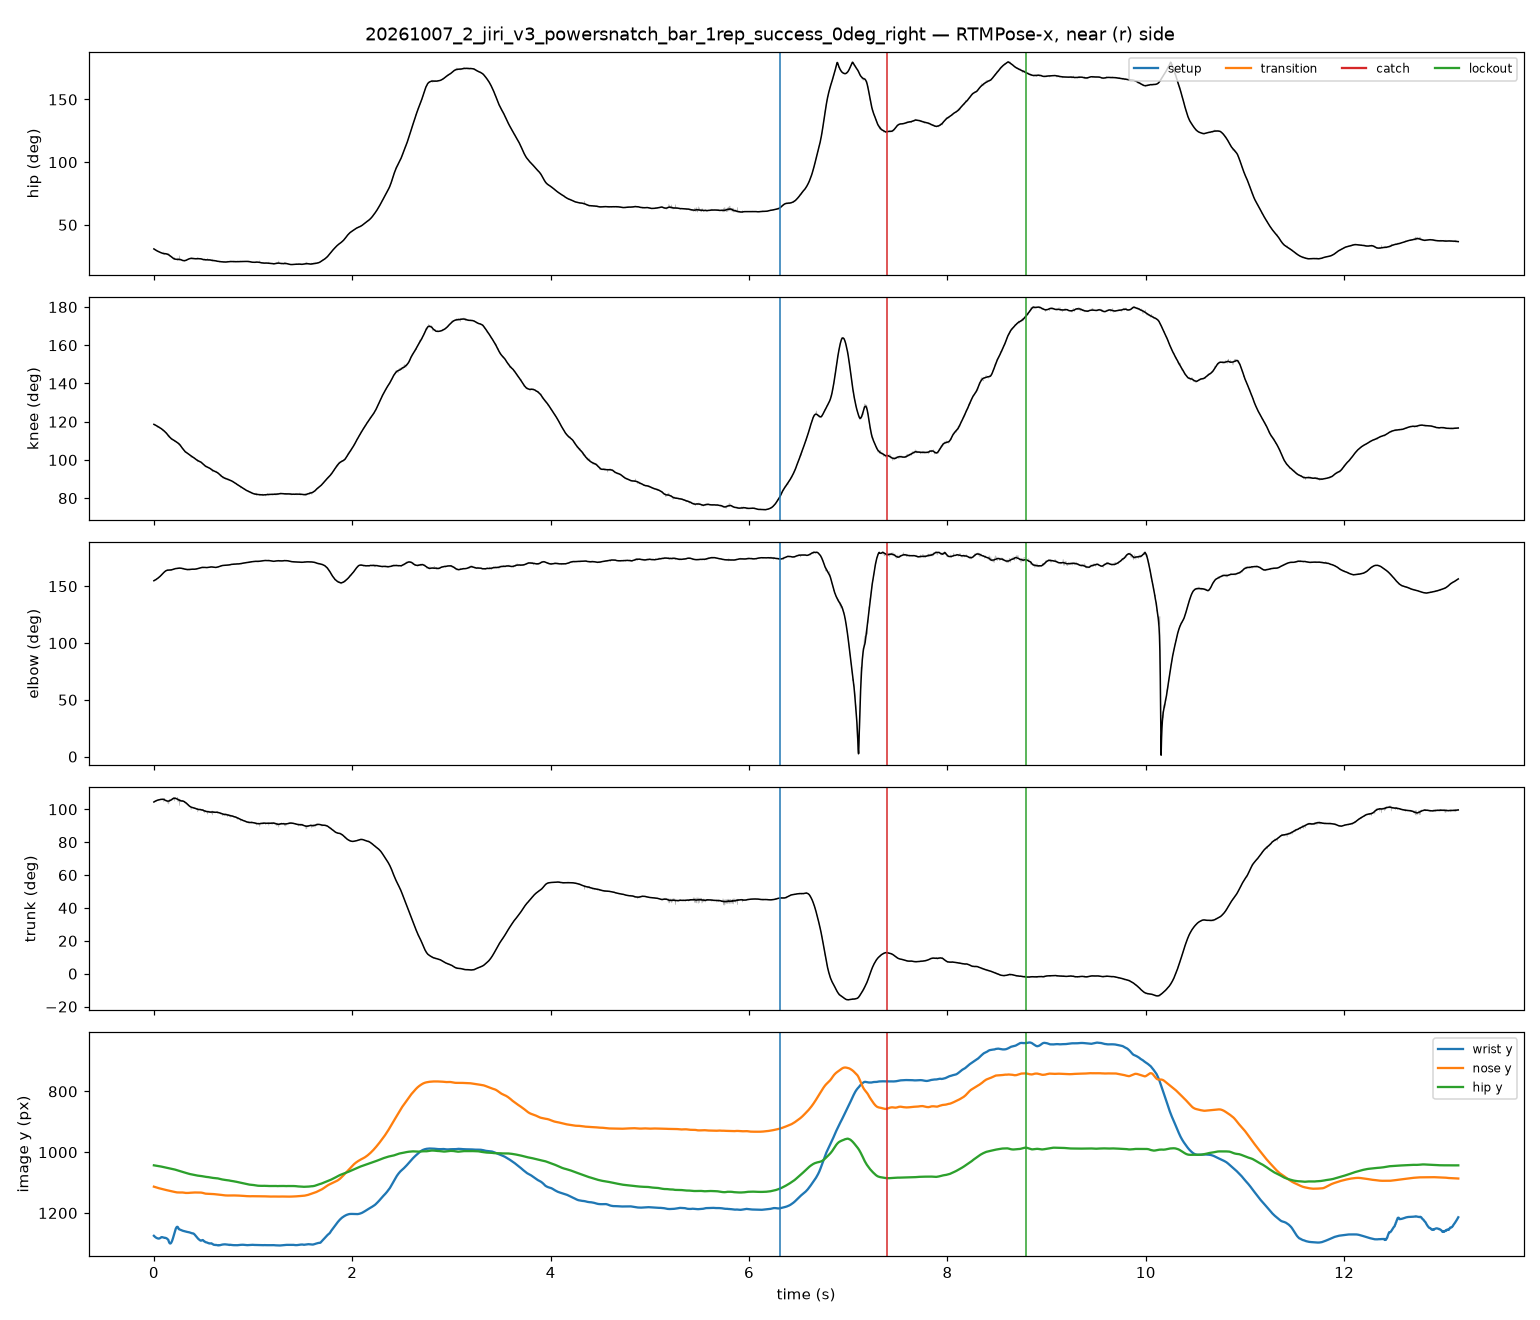 20261007_2_jiri_v3_powersnatch_bar_1rep_success_0deg_right — RTMPose-x, near (r) side
setup transition catch lockout
hip (deg)
150
100
50
knee (deg)
180
160
140
120
100
80
elbow (deg)
150
100
50
0
trunk (deg)
100
80
60
40
20
0
−20
image y (px)
800
1000
1200
wrist y
nose y
hip y
0 2 4 6 8 10 12
time (s)